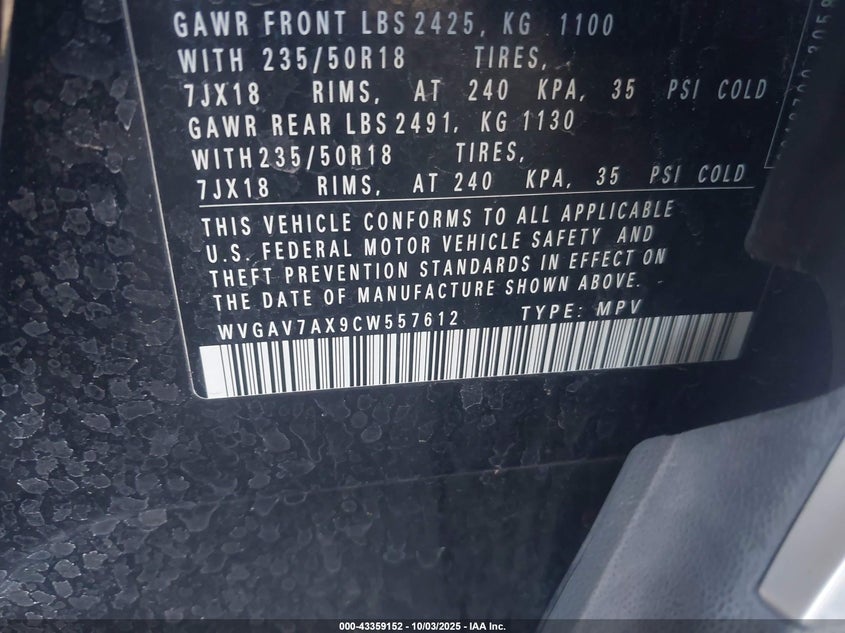 GAWR FRONT LBS 2425, KG 1100
WITH 235/50R18 TIRES,
7JX18 RIMS, AT 240 KPA, 35 PSI COLD
GAWR REAR LBS 2491, KG 1130
WITH 235/50R18 TIRES,
7JX18 RIMS, AT 240 KPA, 35 PSI COLD
THIS VEHICLE CONFORMS TO ALL APPLICABLE
U.S. FEDERAL MOTOR VEHICLE SAFETY AND
THEFT PREVENTION STANDARDS IN EFFECT ON
THE DATE OF MANUFACTURE SHOWN ABOVE.
WVGAV7AX9CW557612 TYPE: MPV
000-43359152 - 10/03/2025 - IAA Inc.